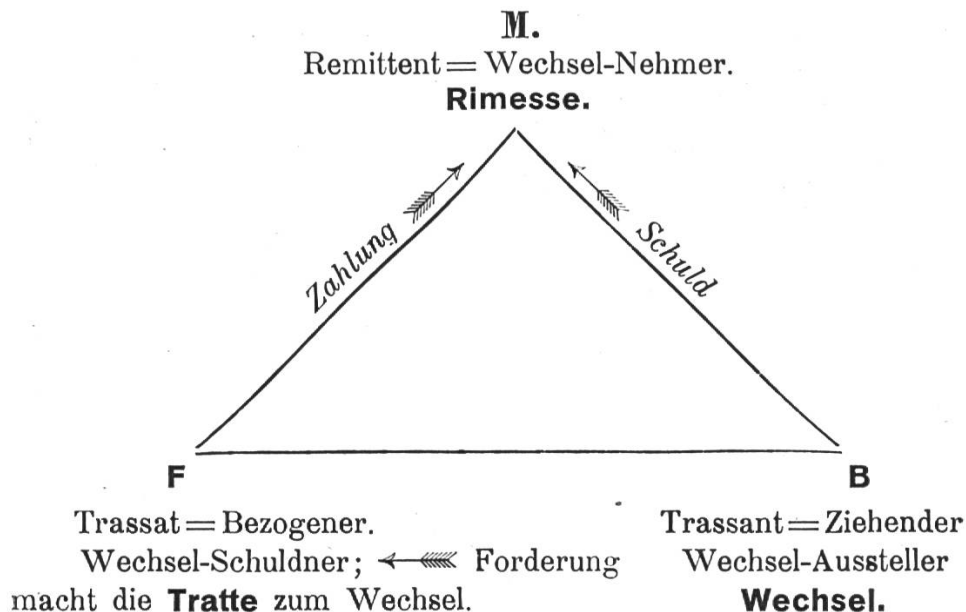 M.
Remittent = Wechsel-Nehmer.
Rimesse.
Zahlung
Schuld
F
B
Trassat = Bezogener.
Wechsel-Schuldner;
Forderung
macht die Tratte zum Wechsel.
Trassant = Ziehender
Wechsel-Aussteller
Wechsel.